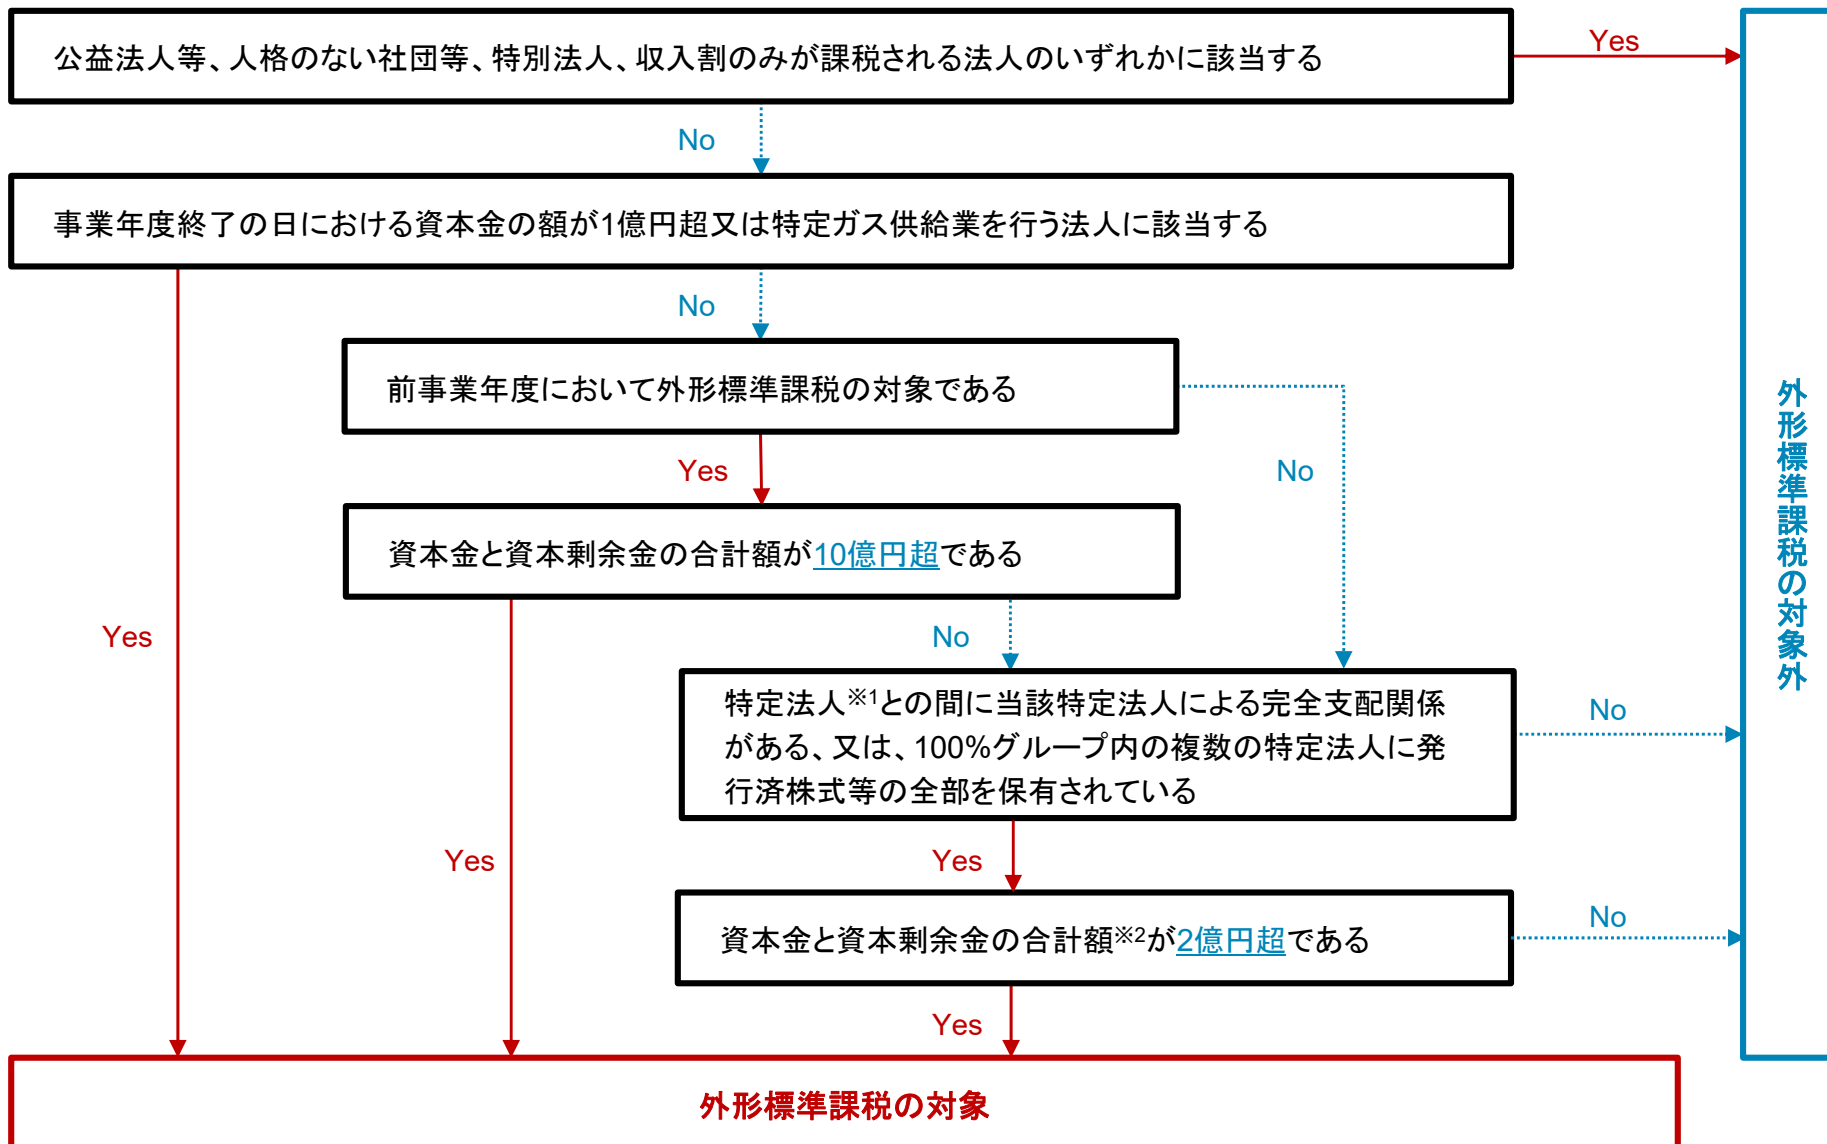 公益法人等、人格のない社団等、特別法人、収入割のみが課税される法人のいずれかに該当する
Yes
No
事業年度終了の日における資本金の額が1億円超又は特定ガス供給業を行う法人に該当する
No
前事業年度において外形標準課税の対象である
Yes
No
資本金と資本剰余金の合計額が10億円超である
Yes
No
特定法人※1との間に当該特定法人による完全支配関係
がある、又は、100%グループ内の複数の特定法人に発
行済株式等の全部を保有されている
No
Yes
Yes
資本金と資本剰余金の合計額※2が2億円超である
No
Yes
外形標準課税の対象外
外形標準課税の対象